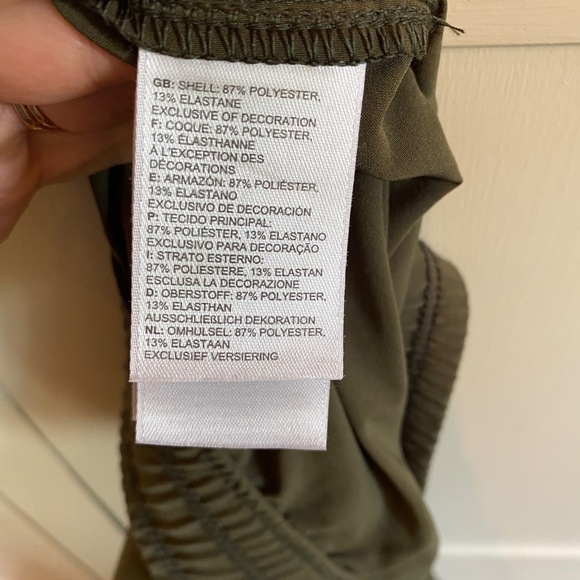 GB: SHELL: 87% POLYESTER,
13% ELASTANE
EXCLUSIVE OF DECORATION
F: COQUE: 87% POLYESTER,
13% ÉLASTHANNE
À L'EXCEPTION DES
DÉCORATIONS
E: ARMAZÓN: 87% POLIÉSTER,
13% ELASTANO
EXCLUSIVO DE DECORACIÓN
P: TECIDO PRINCIPAL:
87% POLIÉSTER, 13% ELASTANO
EXCLUSIVO PARA DECORAÇÃO
I: STRATO ESTERNO:
87% POLIESTERE, 13% ELASTAN
ESCLUSA LA DECORAZIONE
D: OBERSTOFF: 87% POLYESTER,
13% ELASTHAN
AUSSCHLIEßLICH DEKORATION
NL: OMHULSEL: 87% POLYESTER,
13% ELASTAAN
EXCLUSIEF VERSIERING